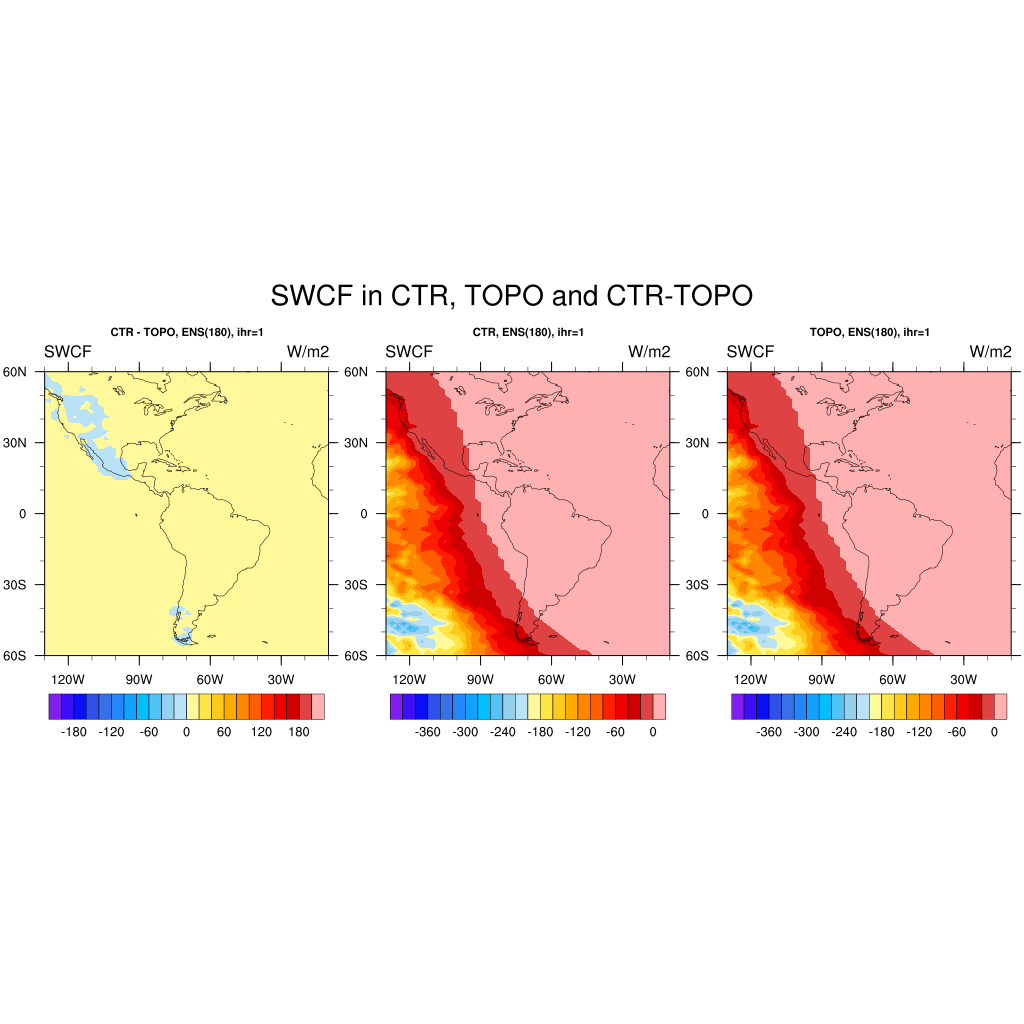 SWCF in CTR, TOPO and CTR-TOPO
CTR - TOPO, ENS(180), ihr=1
SWCF W/m2
60N
30N
0
30S
60S
120W 90W 60W 30W
-180 -120 -60 0 60 120 180
CTR, ENS(180), ihr=1
SWCF W/m2
60N
30N
0
30S
60S
120W 90W 60W 30W
-360 -300 -240 -180 -120 -60 0
TOPO, ENS(180), ihr=1
SWCF W/m2
60N
30N
0
30S
60S
120W 90W 60W 30W
-360 -300 -240 -180 -120 -60 0